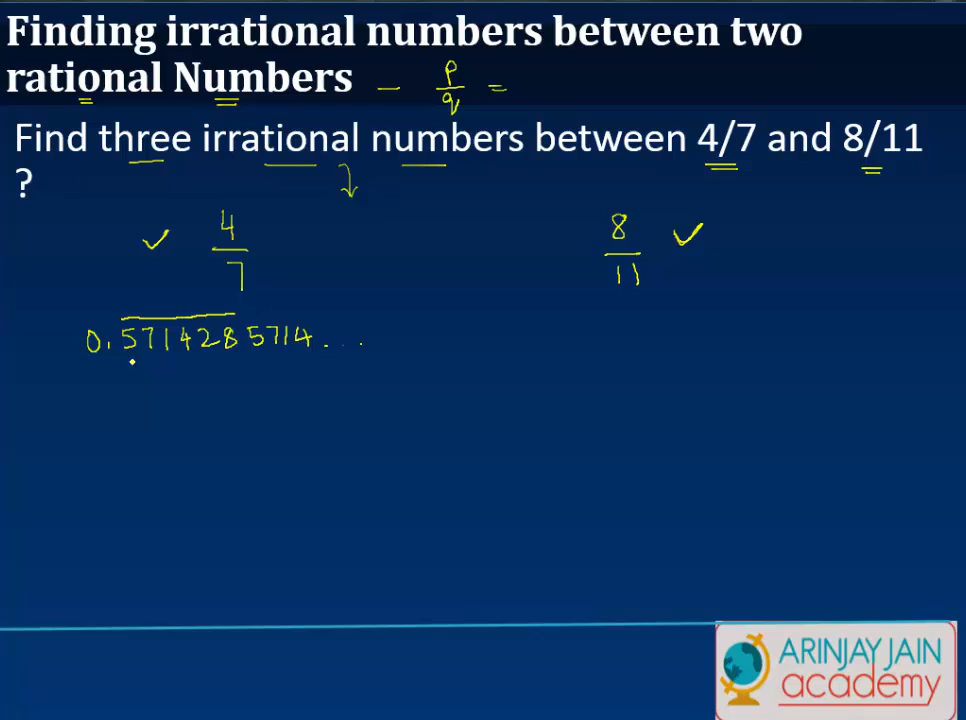 Finding irrational numbers between two
rational Numbers - p/q =
Find three irrational numbers between 4/7 and 8/11
?
4/7 8/11
0.5714285714...
ARINJAY JAIN
academy